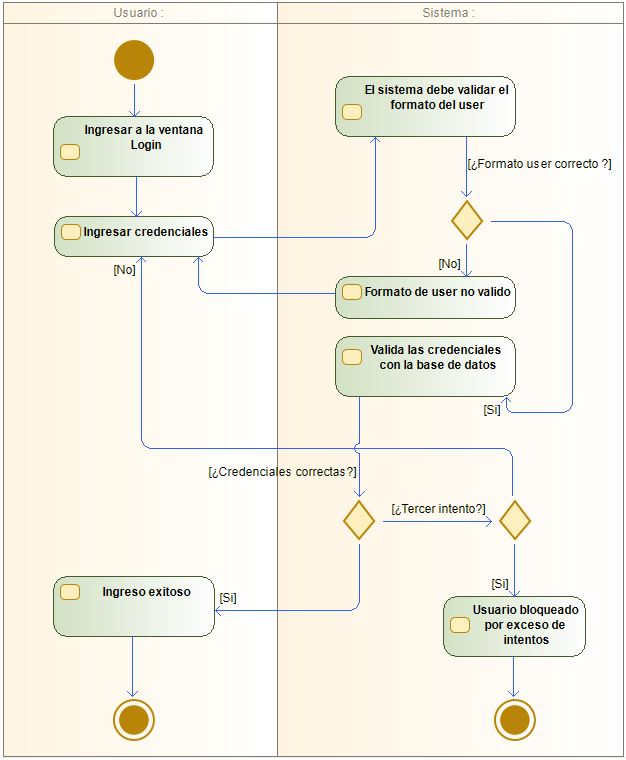 Usuario :
Sistema :
El sistema debe validar el
formato del user
Ingresar a la ventana
Login
[¿Formato user correcto ?]
Ingresar credenciales
[No]
[No]
Formato de user no valido
Valida las credenciales
con la base de datos
[Si]
[¿Credenciales correctas?]
[¿Tercer intento?]
[Si]
Ingreso exitoso
[Si]
Usuario bloqueado
por exceso de
intentos